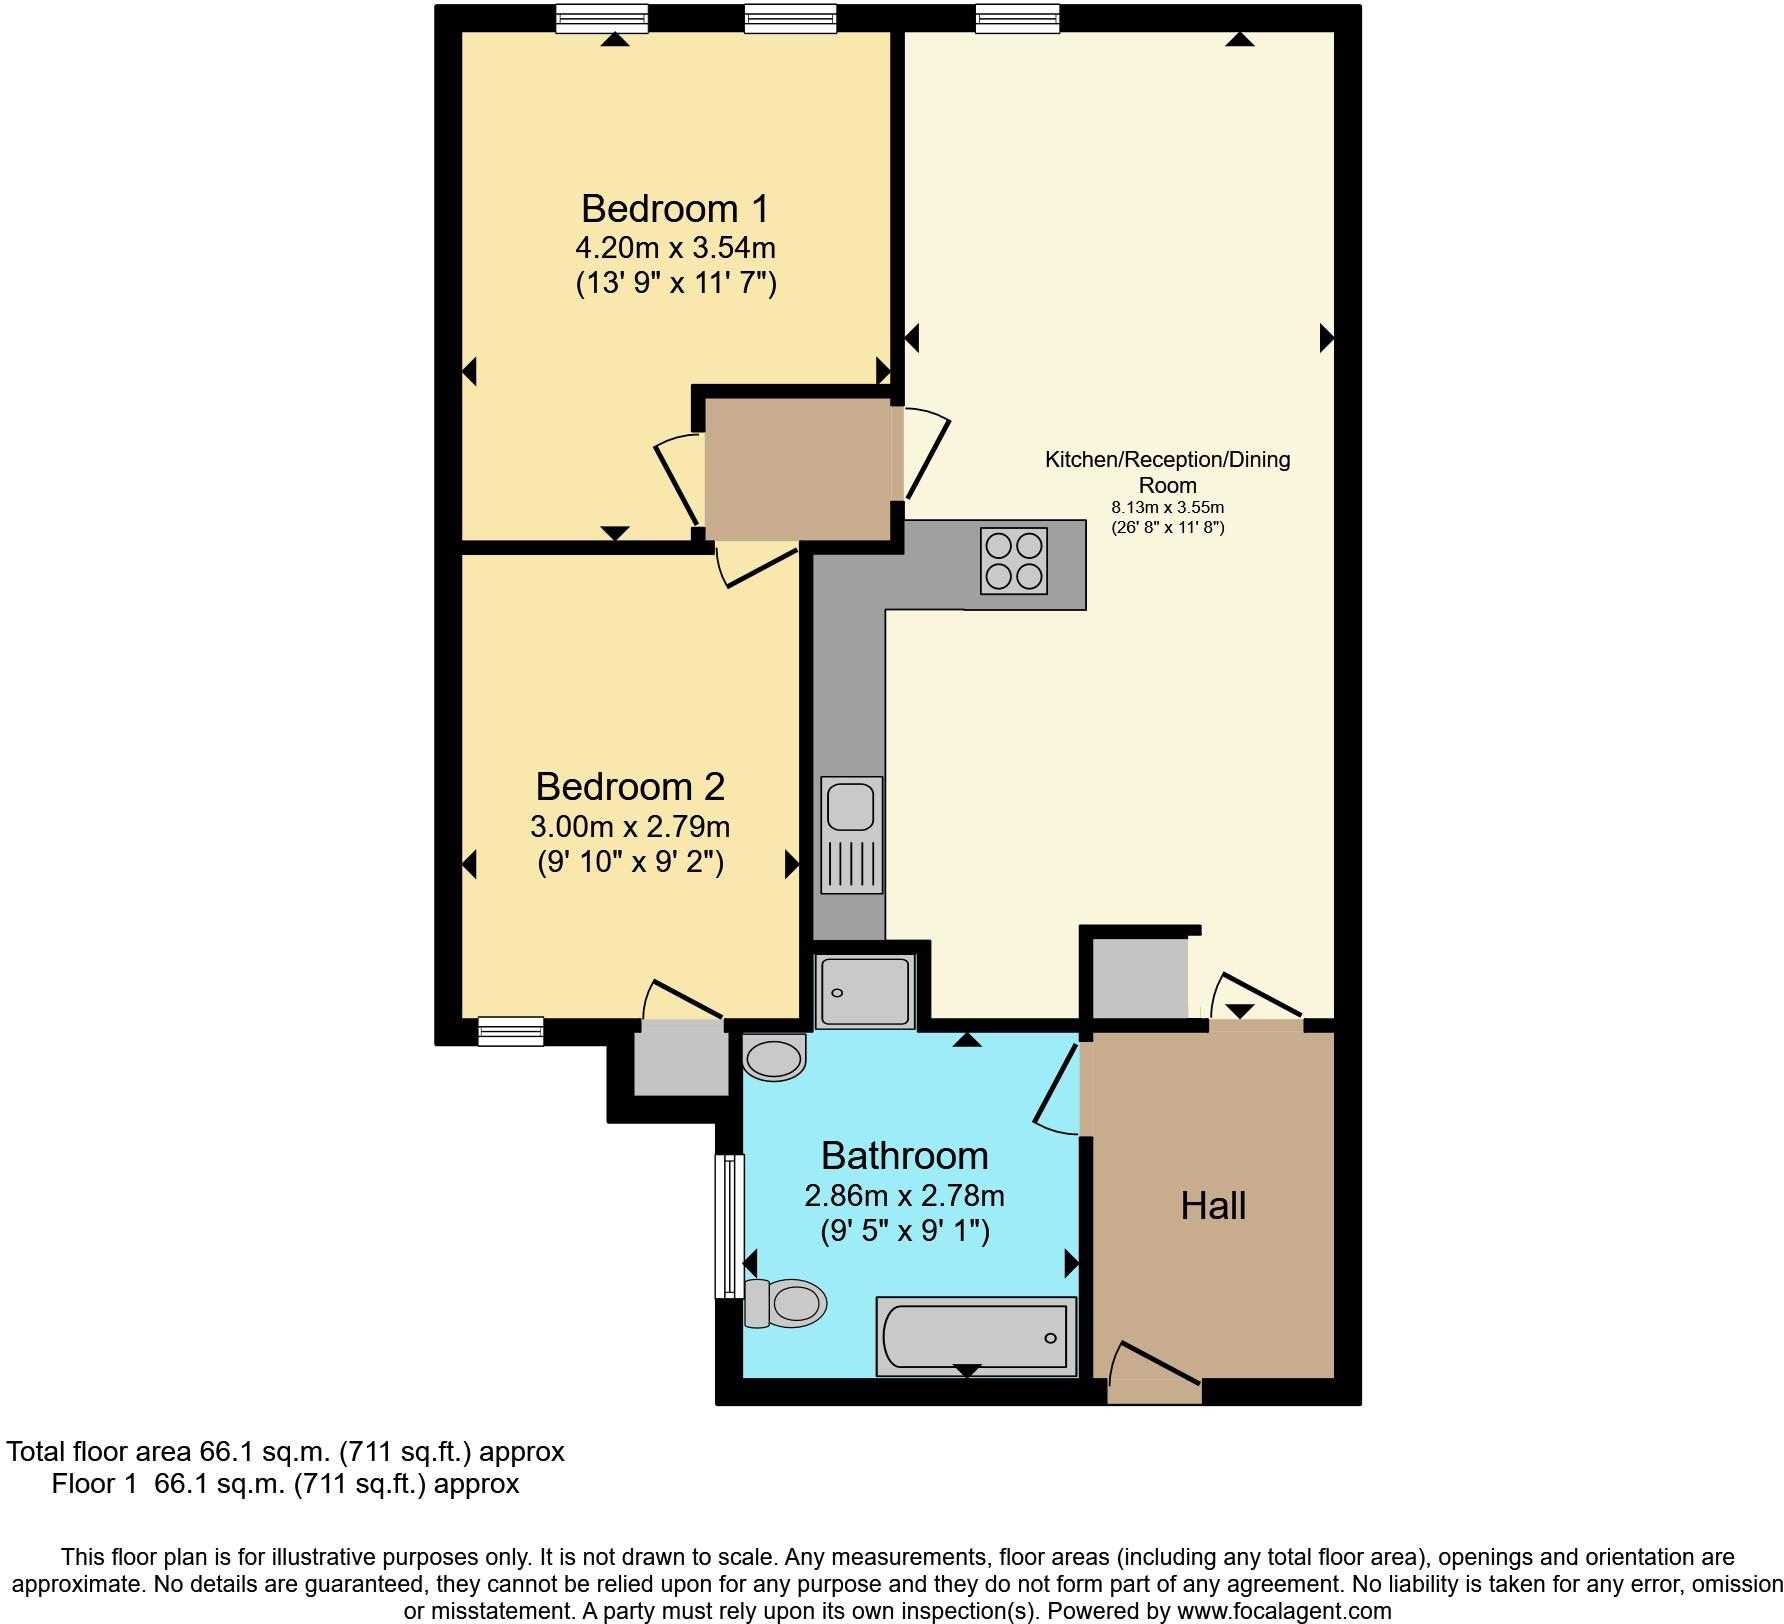 Bedroom 1
4.20m x 3.54m
(13' 9" x 11' 7")
Kitchen/Reception/Dining
Room
8.13m x 3.55m
(26' 8" x 11' 8")
Bedroom 2
3.00m x 2.79m
(9' 10" x 9' 2")
Bathroom
2.86m x 2.78m
(9' 5" x 9' 1")
Hall
Total floor area 66.1 sq.m. (711 sq.ft.) approx
Floor 1 66.1 sq.m. (711 sq.ft.) approx
This floor plan is for illustrative purposes only. It is not drawn to scale. Any measurements, floor areas (including any total floor area), openings and orientation are
approximate. No details are guaranteed, they cannot be relied upon for any purpose and they do not form part of any agreement. No liability is taken for any error, omission
or misstatement. A party must rely upon its own inspection(s). Powered by www.focalagent.com